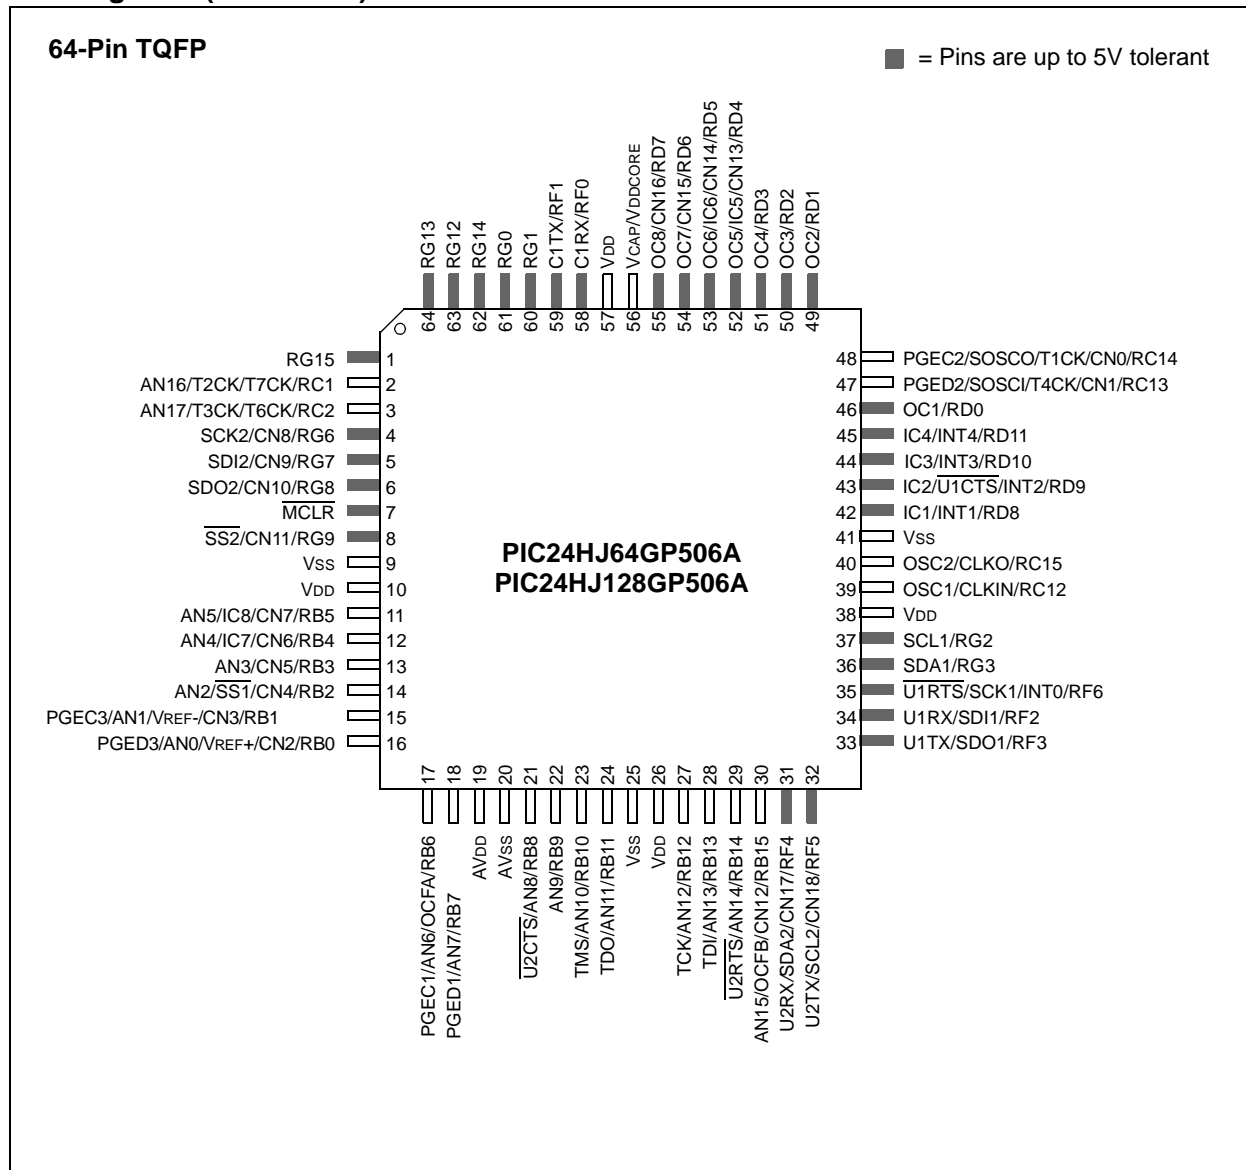 64-Pin TQFP
= Pins are up to 5V tolerant
64 RG13
63 RG12
62 RG14
61 RG0
60 RG1
59 C1TX/RF1
58 C1RX/RF0
57 VDD
56 VCAP/VDDCORE
55 OC8/CN16/RD7
54 OC7/CN15/RD6
53 OC6/IC6/CN14/RD5
52 OC5/IC5/CN13/RD4
51 OC4/RD3
50 OC3/RD2
49 OC2/RD1
RG15 1
AN16/T2CK/T7CK/RC1 2
AN17/T3CK/T6CK/RC2 3
SCK2/CN8/RG6 4
SDI2/CN9/RG7 5
SDO2/CN10/RG8 6
MCLR 7
SS2/CN11/RG9 8
VSS 9
VDD 10
AN5/IC8/CN7/RB5 11
AN4/IC7/CN6/RB4 12
AN3/CN5/RB3 13
AN2/SS1/CN4/RB2 14
PGEC3/AN1/VREF-/CN3/RB1 15
PGED3/AN0/VREF+/CN2/RB0 16
PIC24HJ64GP506A
PIC24HJ128GP506A
48 PGEC2/SOSCO/T1CK/CN0/RC14
47 PGED2/SOSCI/T4CK/CN1/RC13
46 OC1/RD0
45 IC4/INT4/RD11
44 IC3/INT3/RD10
43 IC2/U1CTS/INT2/RD9
42 IC1/INT1/RD8
41 VSS
40 OSC2/CLKO/RC15
39 OSC1/CLKIN/RC12
38 VDD
37 SCL1/RG2
36 SDA1/RG3
35 U1RTS/SCK1/INT0/RF6
34 U1RX/SDI1/RF2
33 U1TX/SDO1/RF3
17 PGEC1/AN6/OCFA/RB6
18 PGED1/AN7/RB7
19 AVDD
20 AVSS
21 U2CTS/AN8/RB8
22 AN9/RB9
23 TMS/AN10/RB10
24 TDO/AN11/RB11
25 VSS
26 VDD
27 TCK/AN12/RB12
28 TDI/AN13/RB13
29 U2RTS/AN14/RB14
30 AN15/OCFB/CN12/RB15
31 U2RX/SDA2/CN17/RF4
32 U2TX/SCL2/CN18/RF5